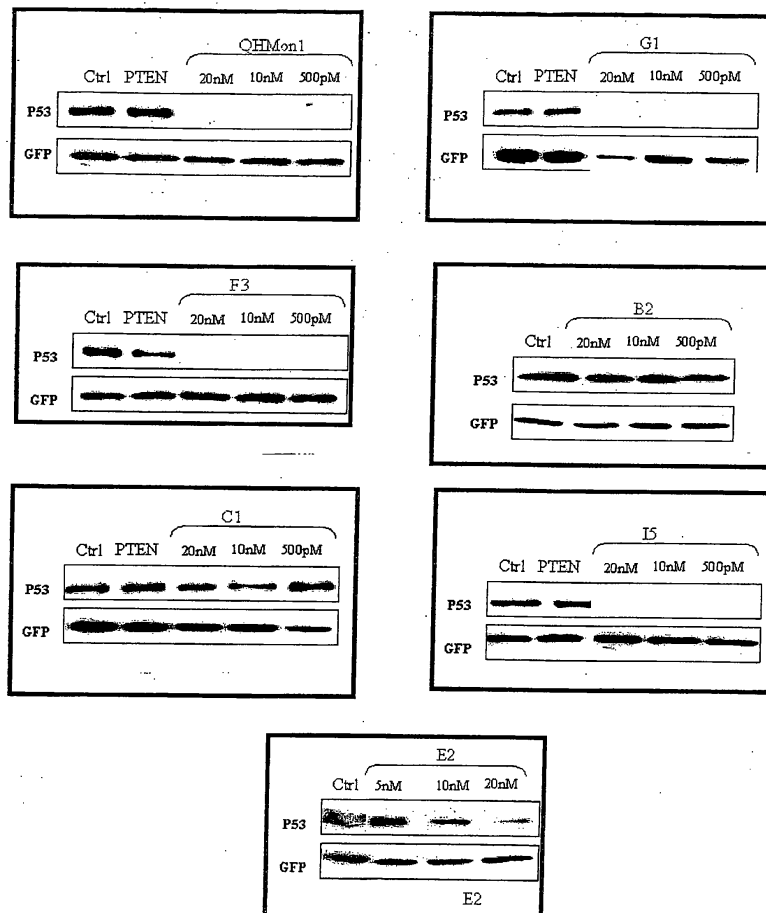 QHMon1
Ctrl PTEN 20nM 10nM 500pM
P53
GFP
G1
Ctrl PTEN 20nM 10nM 500pM
P53
GFP
F3
Ctrl PTEN 20nM 10nM 500pM
P53
GFP
B2
Ctrl 20nM 10nM 500pM
P53
GFP
C1
Ctrl PTEN 20nM 10nM 500pM
P53
GFP
I5
Ctrl PTEN 20nM 10nM 500pM
P53
GFP
E2
Ctrl 5nM 10nM 20nM
P53
GFP
E2